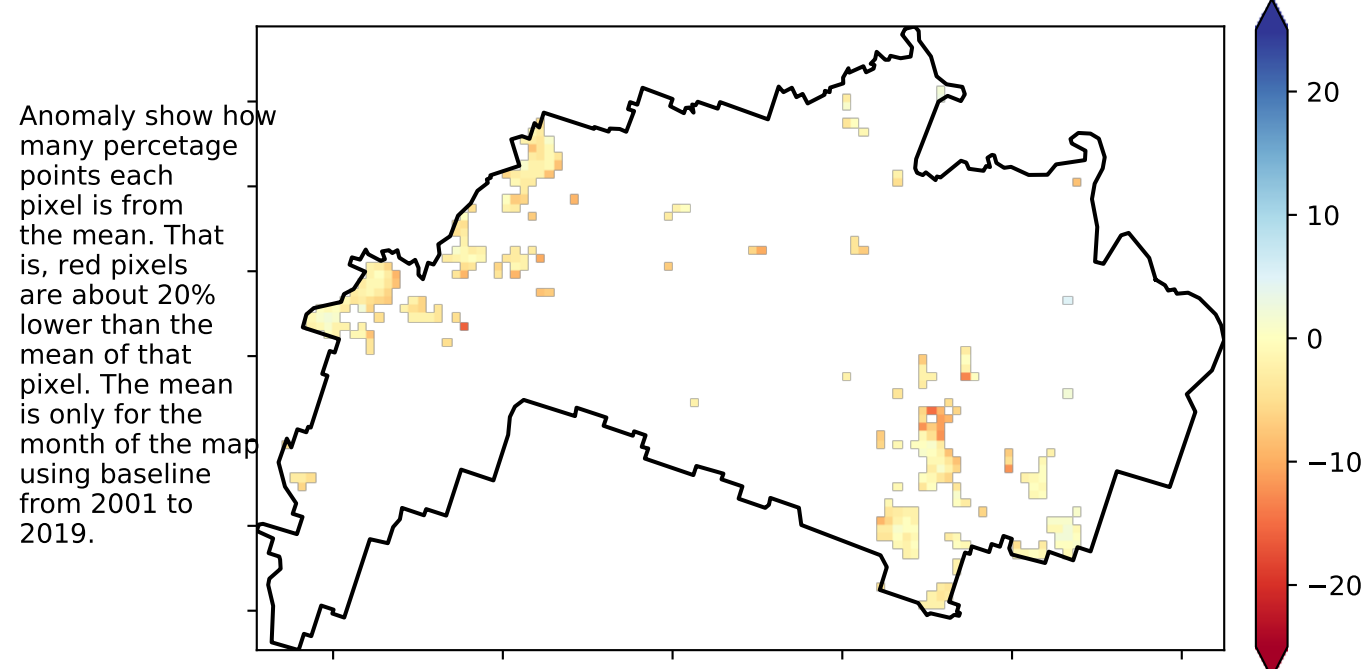 Anomaly show how
many percetage
points each
pixel is from
the mean. That
is, red pixels
are about 20%
lower than the
mean of that
pixel. The mean
is only for the
month of the map
using baseline
from 2001 to
2019.
20
10
0
−10
−20